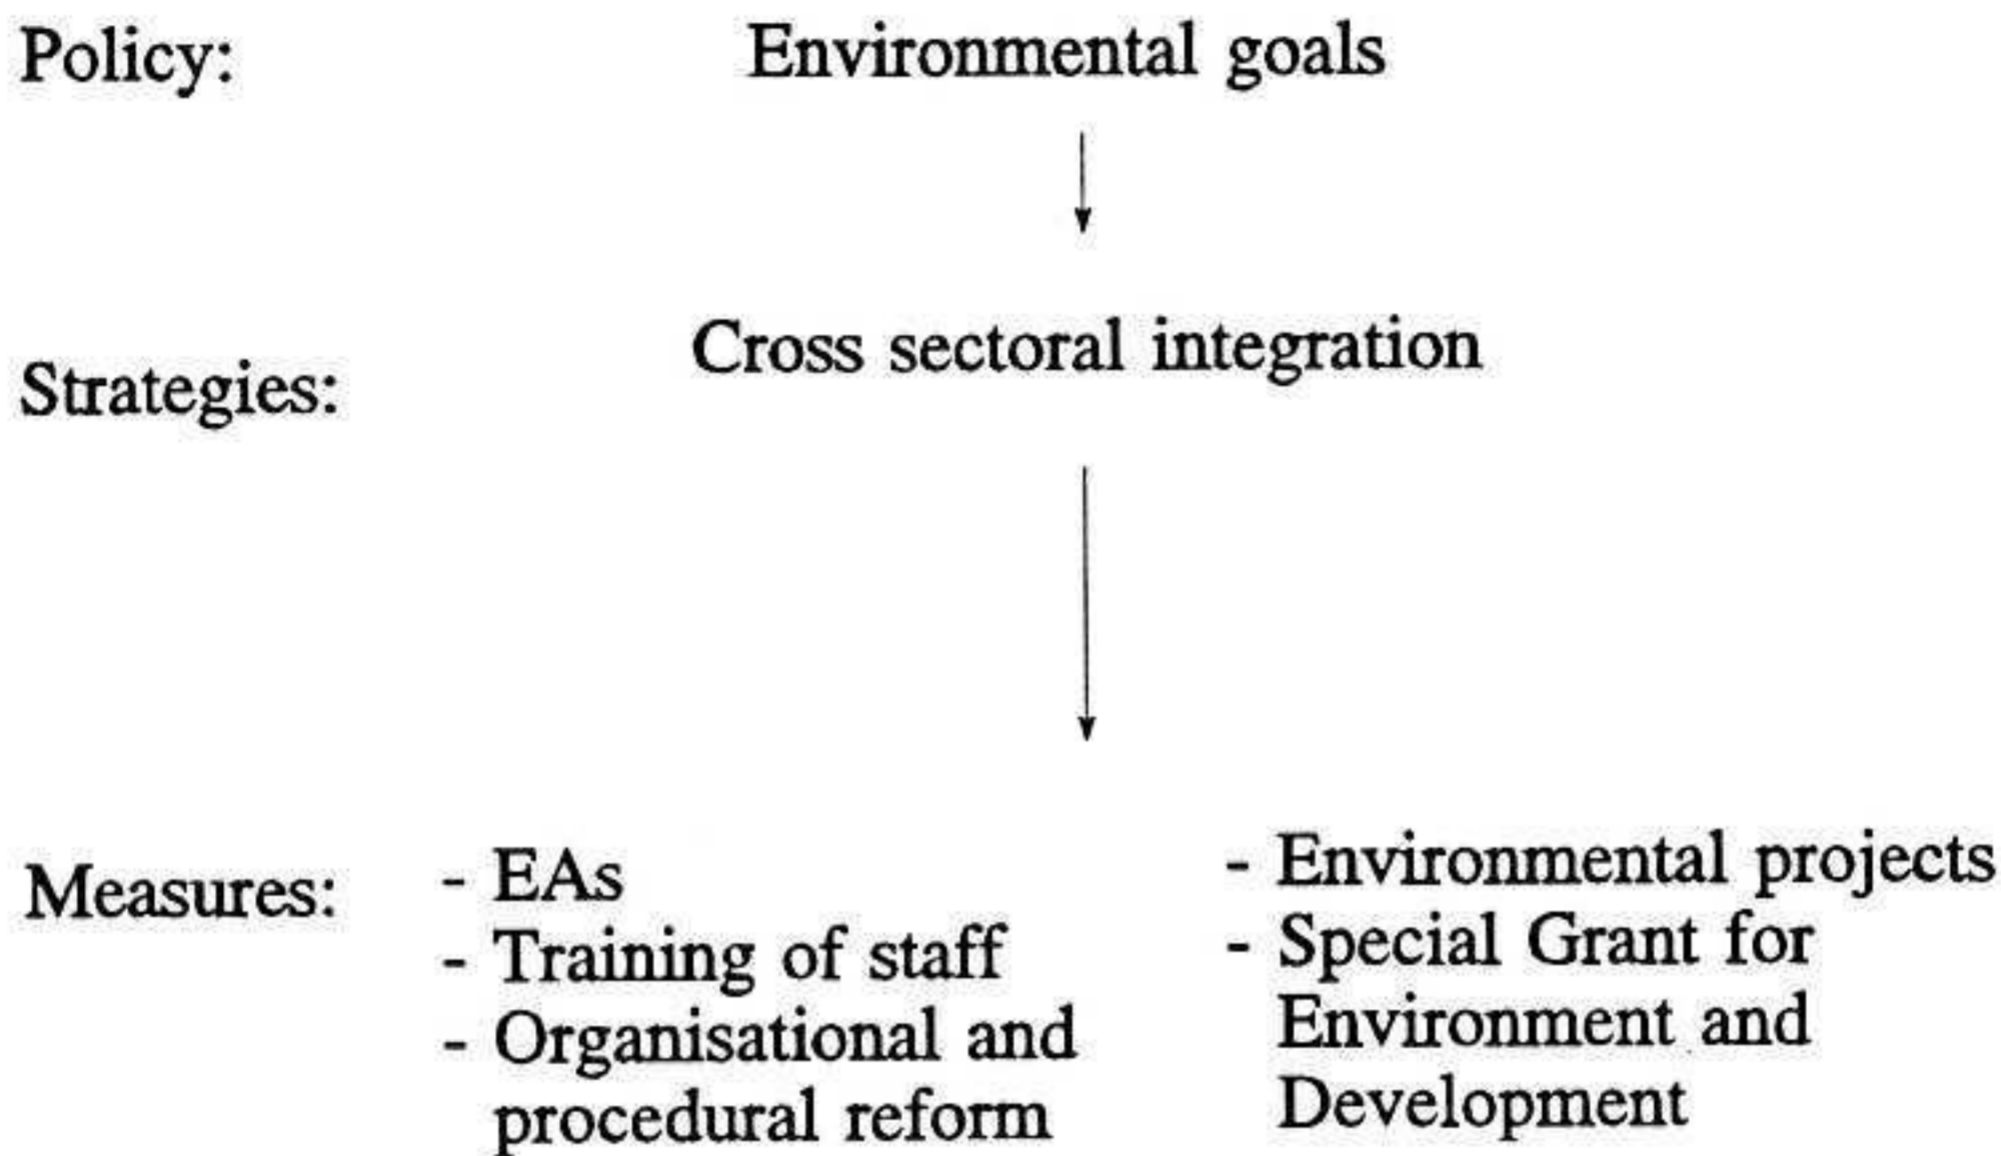 Policy: Environmental goals
Strategies: Cross sectoral integration
Measures:
- EAs
- Training of staff
- Organisational and
procedural reform
- Environmental projects
- Special Grant for
Environment and
Development